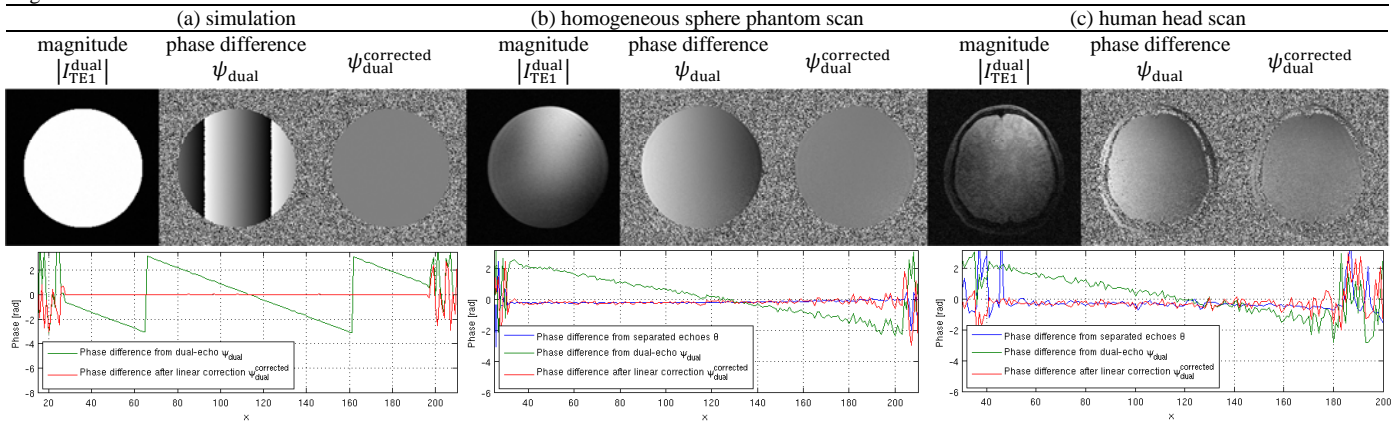 (a) simulation
(b) homogeneous sphere phantom scan
(c) human head scan
magnitude
|I_TE1^dual|
phase difference
ψ_dual
ψ_dual^corrected
magnitude
|I_TE1^dual|
phase difference
ψ_dual
ψ_dual^corrected
magnitude
|I_TE1^dual|
phase difference
ψ_dual
ψ_dual^corrected
Phase [rad]
2
0
-2
-4
-6
-8
Phase difference from dual-echo ψ_dual
Phase difference after linear correction ψ_dual^corrected
20 40 60 80 100 120 140 160 180 200
x
Phase [rad]
2
0
-2
-4
-6
Phase difference from separated echoes θ
Phase difference from dual-echo ψ_dual
Phase difference after linear correction ψ_dual^corrected
40 60 80 100 120 140 160 180 200
x
Phase [rad]
2
0
-2
-4
-6
Phase difference from separated echoes θ
Phase difference from dual-echo ψ_dual
Phase difference after linear correction ψ_dual^corrected
40 60 80 100 120 140 160 180 200
x